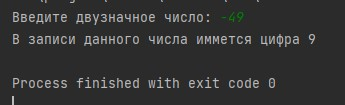 Введите двузначное число: -49
В записи данного числа иммется цифра 9
Process finished with exit code 0